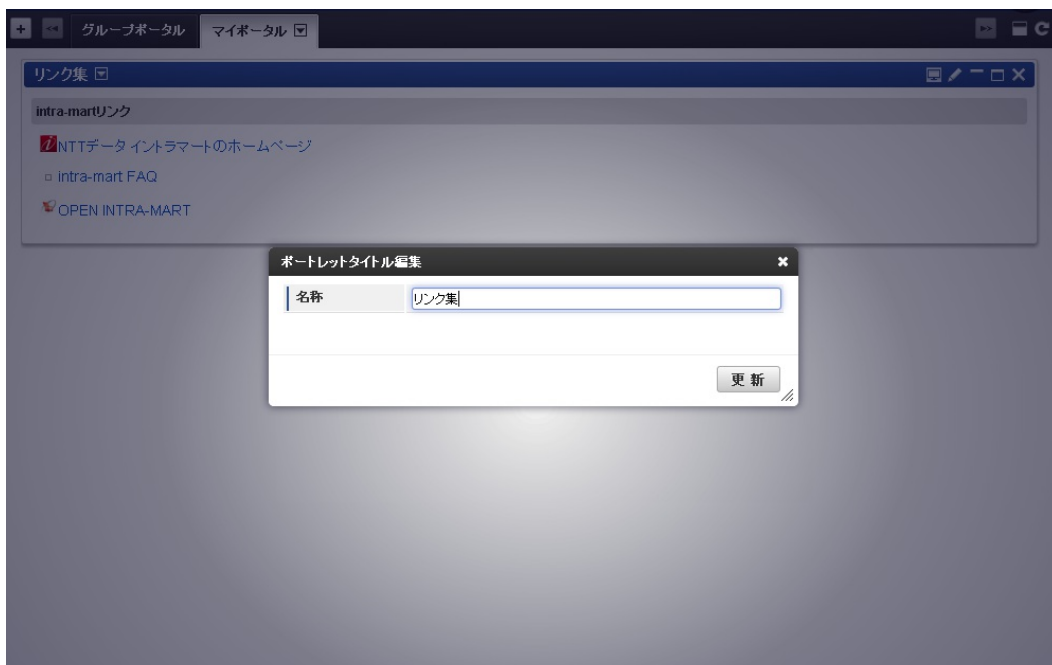 グループポータル マイポータル
リンク集
intra-martリンク
NTTデータ イントラマートのホームページ
intra-mart FAQ
OPEN INTRA-MART
ポートレットタイトル編集
名称 リンク集
更 新